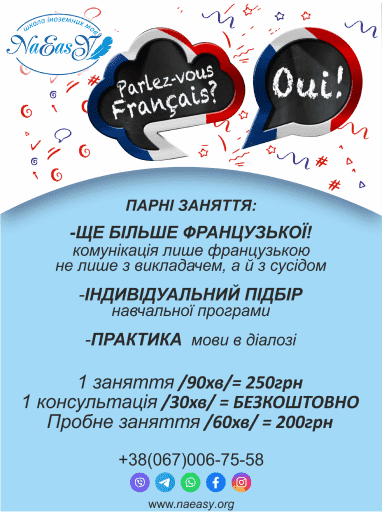 школа іноземних мов
NaEasY
Parlez-vous
Français?
Oui!
ПАРНІ ЗАНЯТТЯ:
-ЩЕ БІЛЬШЕ ФРАНЦУЗЬКОЇ!
комунікація лише французькою
не лише з викладачем, а й з сусідом
-ІНДИВІДУАЛЬНИЙ ПІДБІР
навчальної програми
-ПРАКТИКА мови в діалозі
1 заняття /90хв/= 250грн
1 консультація /30хв/ = БЕЗКОШТОВНО
Пробне заняття /60хв/ = 200грн
+38(067)006-75-58
www.naeasy.org